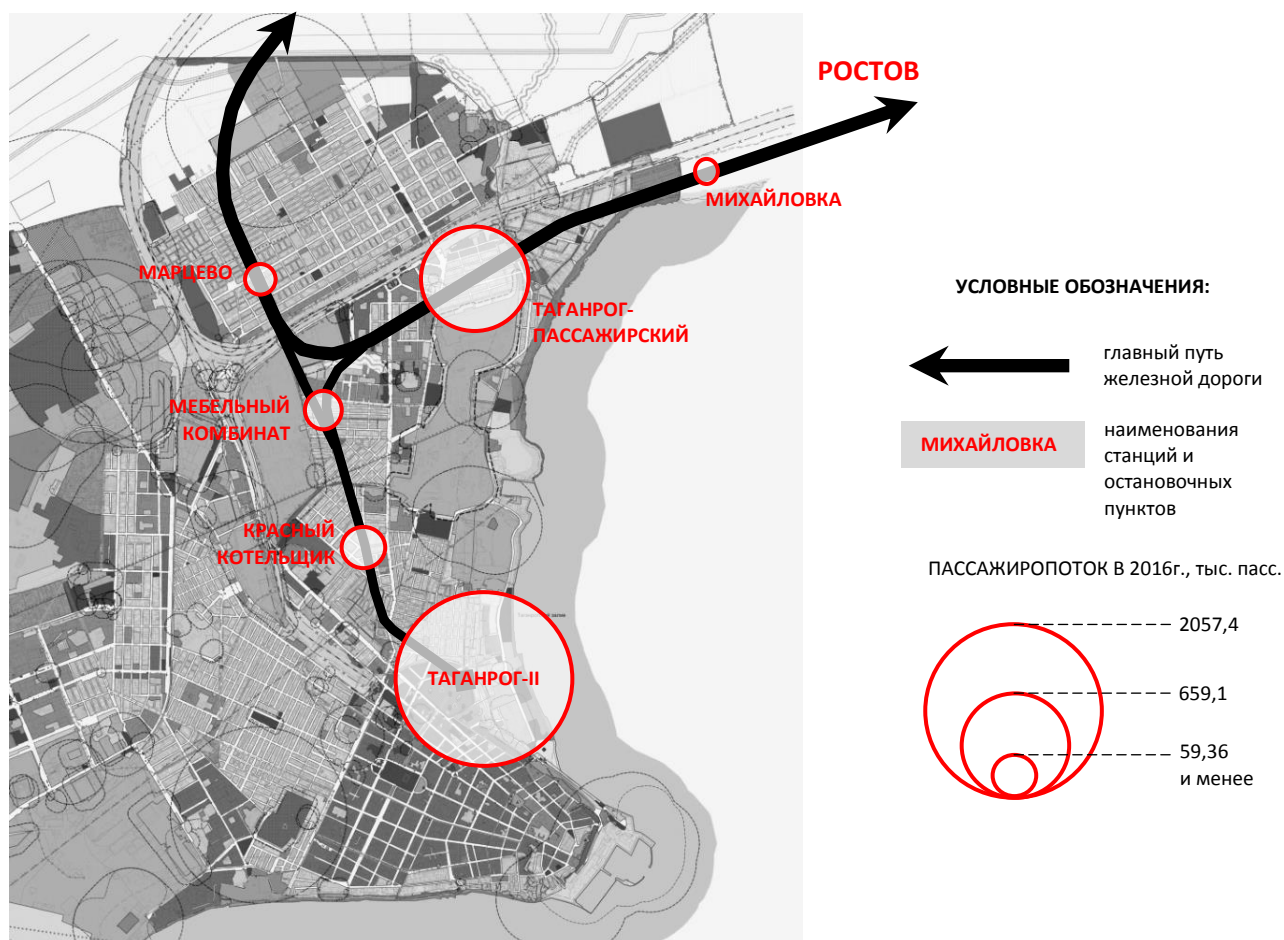 РОСТОВ
МИХАЙЛОВКА
МАРЦЕВО
ТАГАНРОГ-
ПАССАЖИРСКИЙ
МЕБЕЛЬНЫЙ
КОМБИНАТ
КРАСНЫЙ
КОТЕЛЬЩИК
ТАГАНРОГ-II
УСЛОВНЫЕ ОБОЗНАЧЕНИЯ:
главный путь
железной дороги
МИХАЙЛОВКА
наименования
станций и
остановочных
пунктов
ПАССАЖИРОПОТОК В 2016г., тыс. пасс.
2057,4
659,1
59,36
и менее